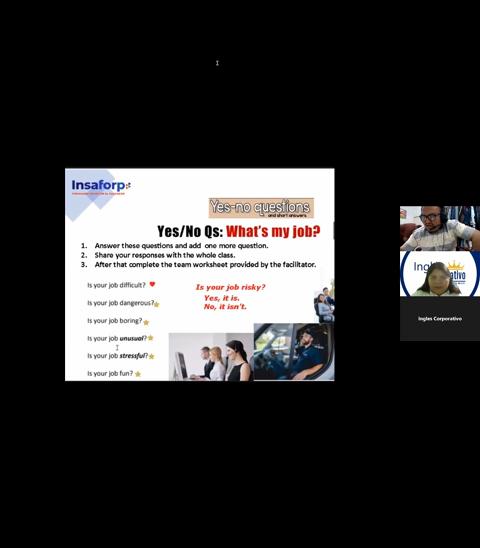 Insaforp
Yes-no questions
and short answers
Yes/No Qs: What's my job?
1. Answer these questions and add one more question.
2. Share your responses with the whole class.
3. After that complete the team worksheet provided by the facilitator.
Is your job difficult?
Is your job dangerous?
Is your job boring?
Is your job unusual?
Is your job stressful?
Is your job fun?
Is your job risky?
Yes, it is.
No, it isn't.
Ingles Corporativo